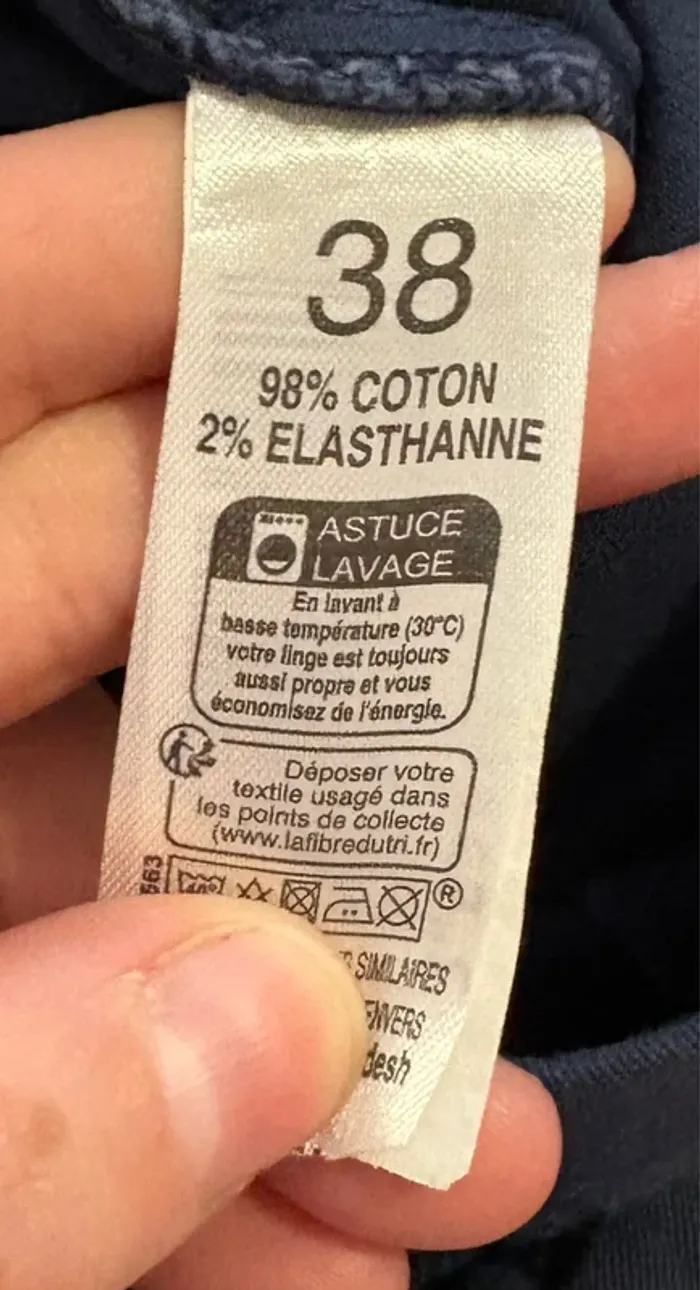 38
98% COTON
2% ELASTHANNE
ASTUCE
LAVAGE
En lavant à
basse température (30°C)
votre linge est toujours
aussi propre et vous
économisez de l'énergie.
Déposer votre
textile usagé dans
les points de collecte
(www.lafibredutri.fr)
563
®
SIMILAIRES
ENVERS
desh